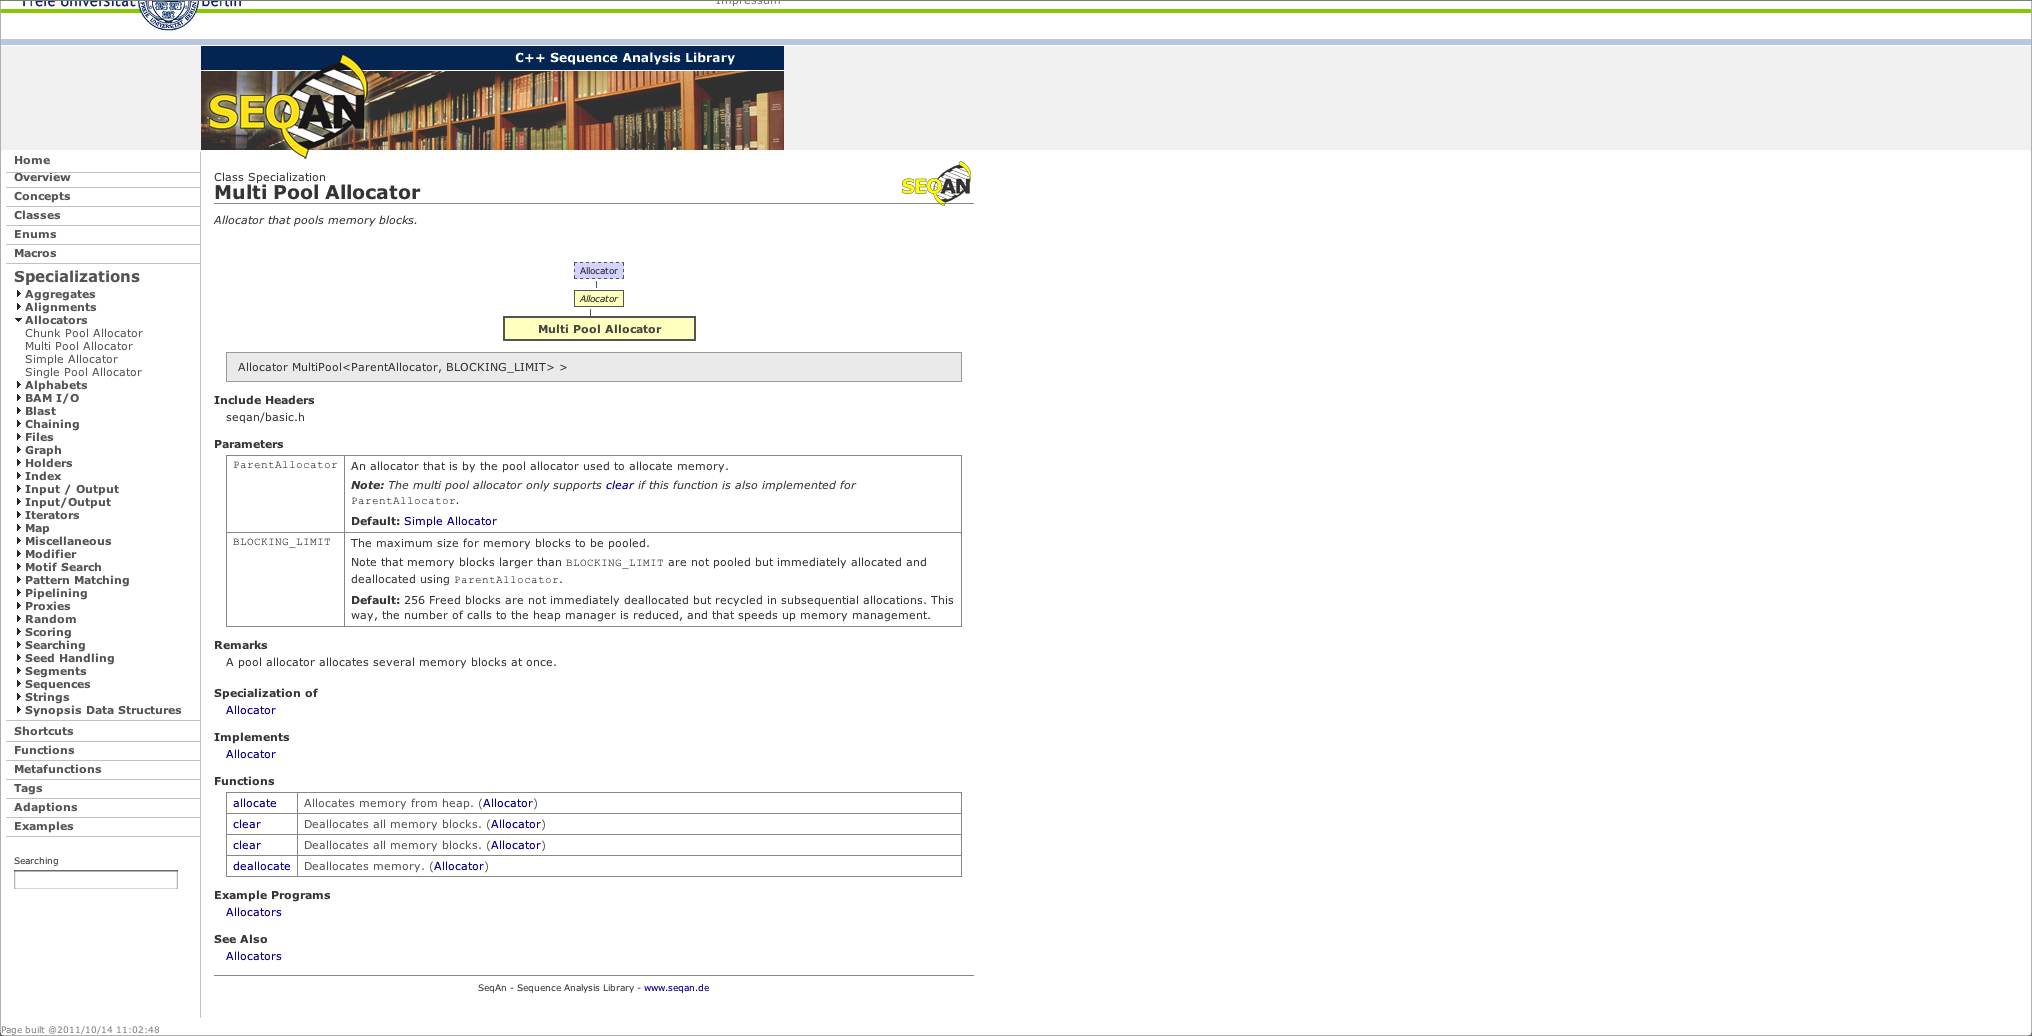 Freie Universität Berlin
Impressum
C++ Sequence Analysis Library
SEQAN
Home
Overview
Concepts
Classes
Enums
Macros
Specializations
Aggregates
Alignments
Allocators
Chunk Pool Allocator
Multi Pool Allocator
Simple Allocator
Single Pool Allocator
Alphabets
BAM I/O
Blast
Chaining
Files
Graph
Holders
Index
Input / Output
Input/Output
Iterators
Map
Miscellaneous
Modifier
Motif Search
Pattern Matching
Pipelining
Proxies
Random
Scoring
Searching
Seed Handling
Segments
Sequences
Strings
Synopsis Data Structures
Shortcuts
Functions
Metafunctions
Tags
Adaptions
Examples
Searching
Class Specialization
Multi Pool Allocator
SEQAN
Allocator that pools memory blocks.
Allocator
Allocator
Multi Pool Allocator
Allocator MultiPool<ParentAllocator, BLOCKING_LIMIT> >
Include Headers
seqan/basic.h
Parameters
ParentAllocator An allocator that is by the pool allocator used to allocate memory.
Note: The multi pool allocator only supports clear if this function is also implemented for
ParentAllocator.
Default: Simple Allocator
BLOCKING_LIMIT The maximum size for memory blocks to be pooled.
Note that memory blocks larger than BLOCKING_LIMIT are not pooled but immediately allocated and
deallocated using ParentAllocator.
Default: 256 Freed blocks are not immediately deallocated but recycled in subsequential allocations. This
way, the number of calls to the heap manager is reduced, and that speeds up memory management.
Remarks
A pool allocator allocates several memory blocks at once.
Specialization of
Allocator
Implements
Allocator
Functions
allocate Allocates memory from heap. (Allocator)
clear Deallocates all memory blocks. (Allocator)
clear Deallocates all memory blocks. (Allocator)
deallocate Deallocates memory. (Allocator)
Example Programs
Allocators
See Also
Allocators
SeqAn - Sequence Analysis Library - www.seqan.de
Page built @2011/10/14 11:02:48